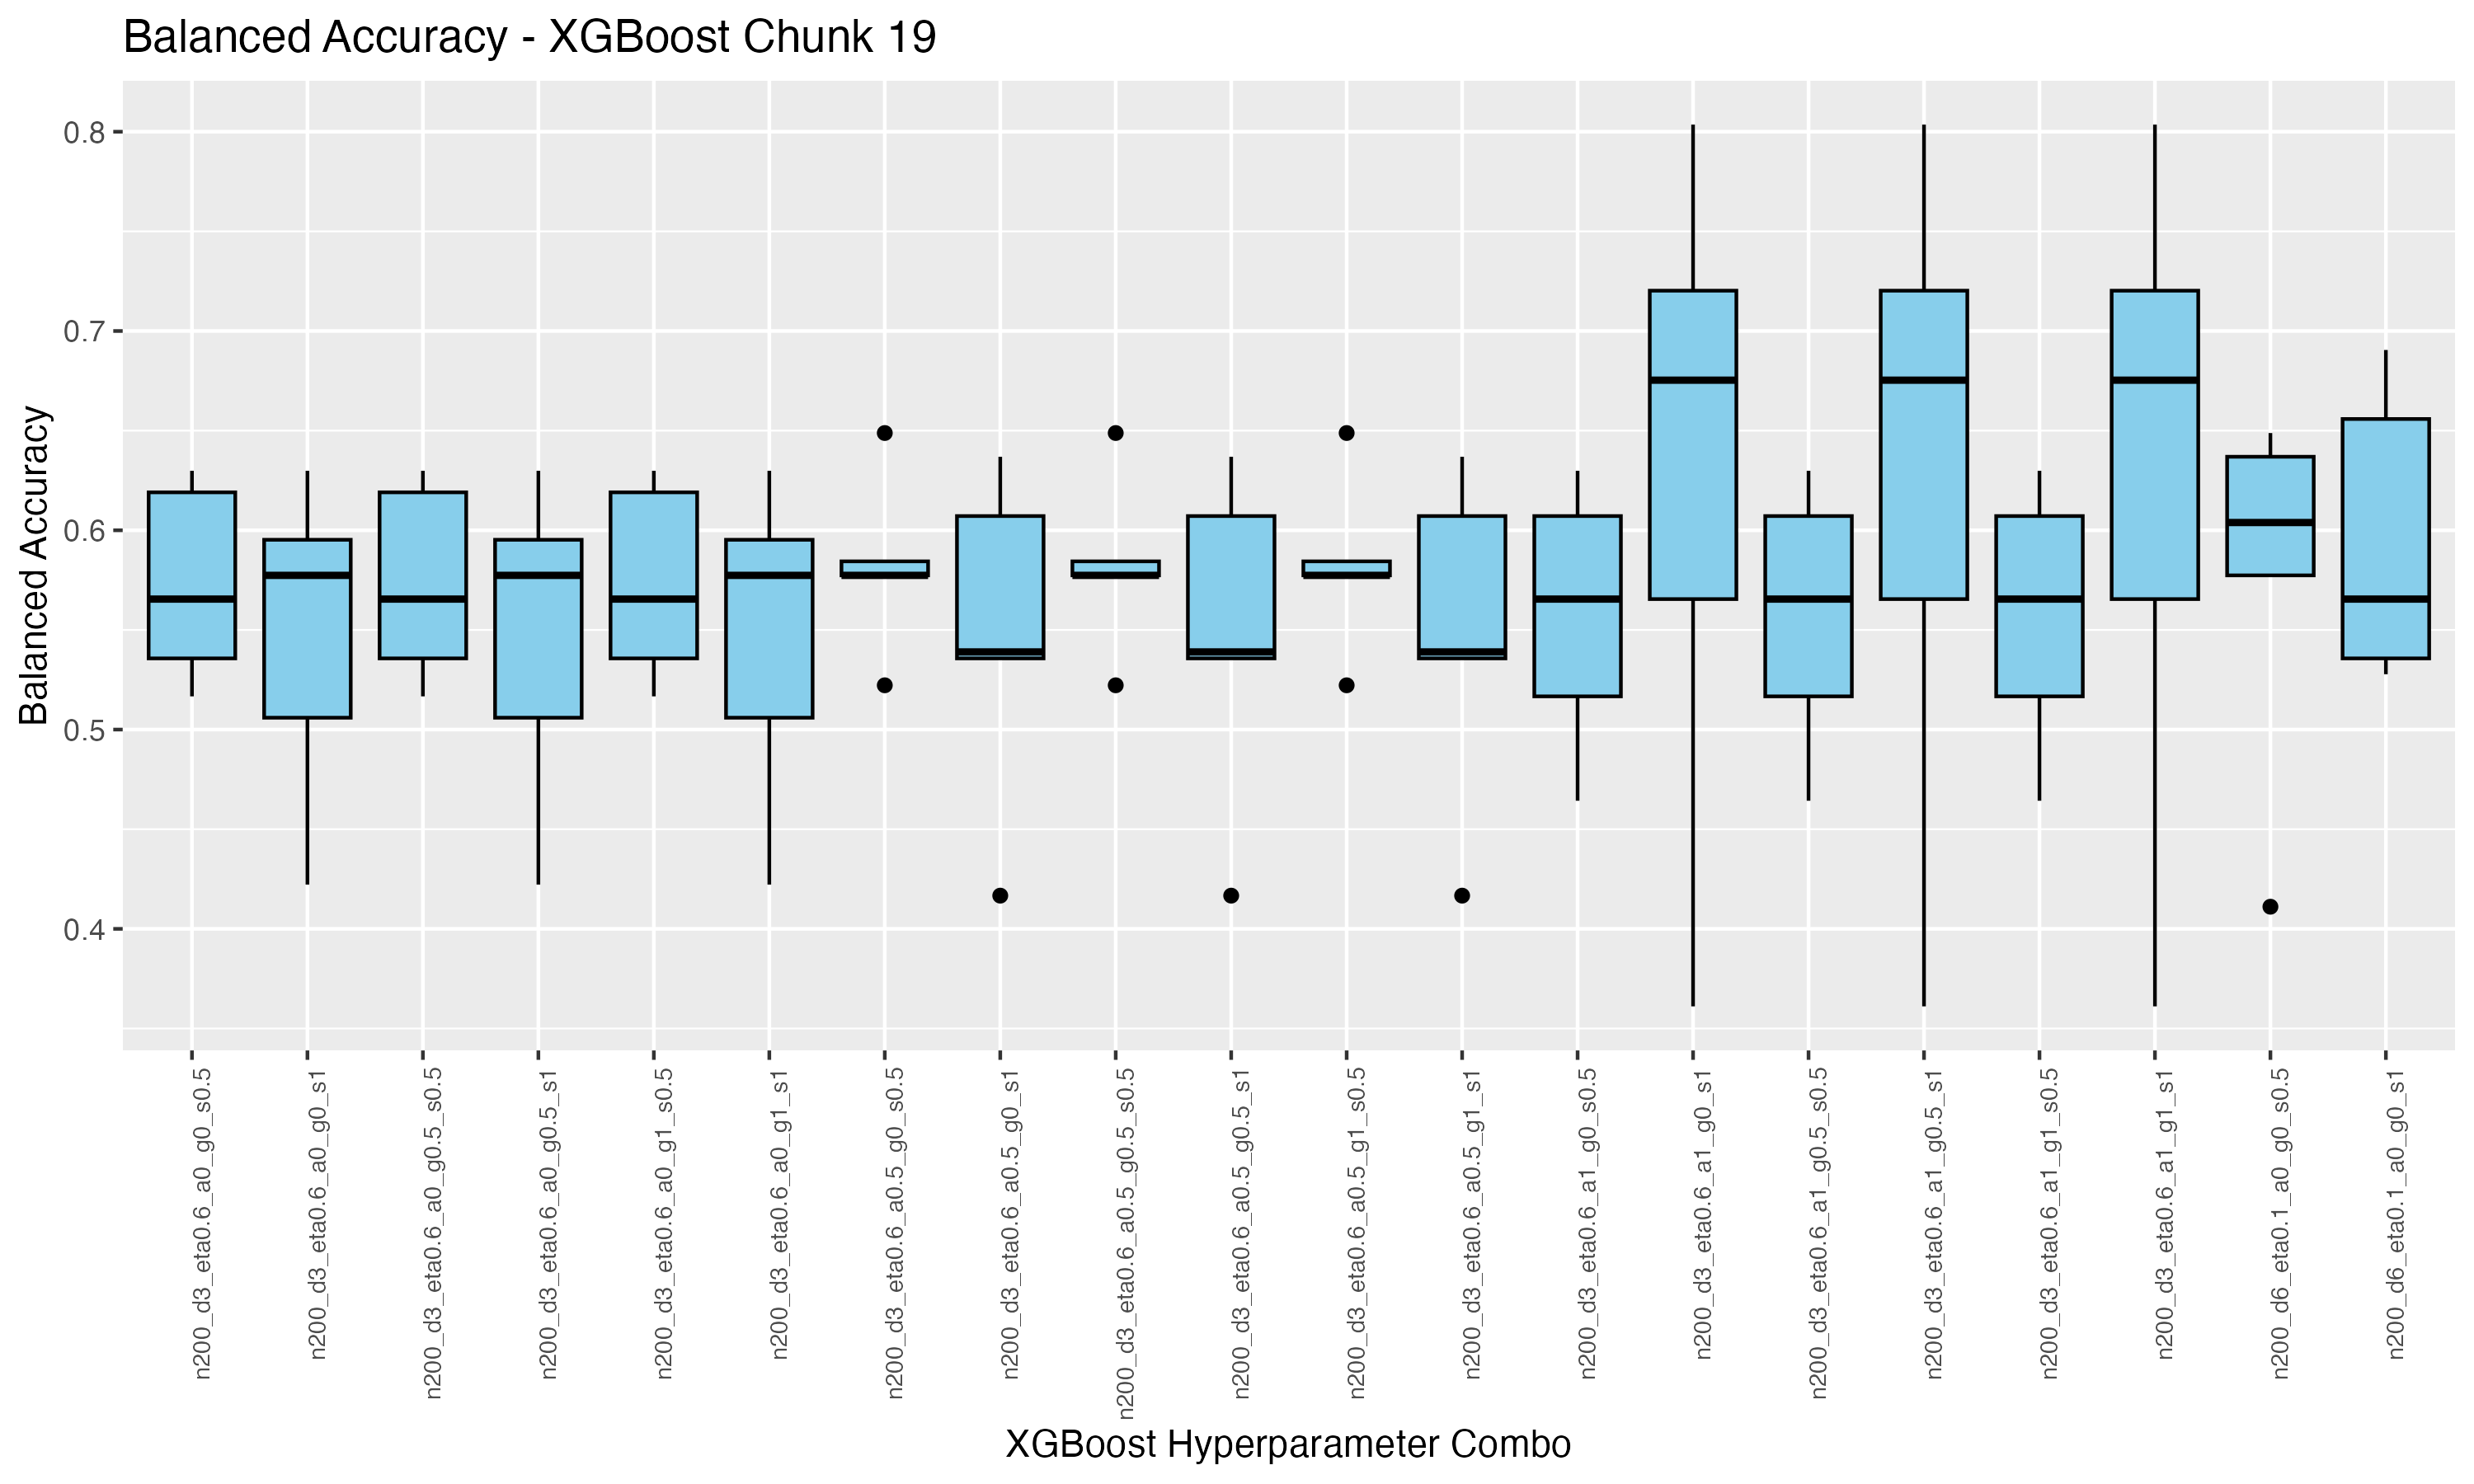 Balanced Accuracy - XGBoost Chunk 19
Balanced Accuracy
0.8
0.7
0.6
0.5
0.4
n200_d3_eta0.6_a0_g0_s0.5
n200_d3_eta0.6_a0_g0_s1
n200_d3_eta0.6_a0_g0.5_s0.5
n200_d3_eta0.6_a0_g0.5_s1
n200_d3_eta0.6_a0_g1_s0.5
n200_d3_eta0.6_a0_g1_s1
n200_d3_eta0.6_a0.5_g0_s0.5
n200_d3_eta0.6_a0.5_g0_s1
n200_d3_eta0.6_a0.5_g0.5_s0.5
n200_d3_eta0.6_a0.5_g0.5_s1
n200_d3_eta0.6_a0.5_g1_s0.5
n200_d3_eta0.6_a0.5_g1_s1
n200_d3_eta0.6_a1_g0_s0.5
n200_d3_eta0.6_a1_g0_s1
n200_d3_eta0.6_a1_g0.5_s0.5
n200_d3_eta0.6_a1_g0.5_s1
n200_d3_eta0.6_a1_g1_s0.5
n200_d3_eta0.6_a1_g1_s1
n200_d6_eta0.1_a0_g0_s0.5
n200_d6_eta0.1_a0_g0_s1
XGBoost Hyperparameter Combo